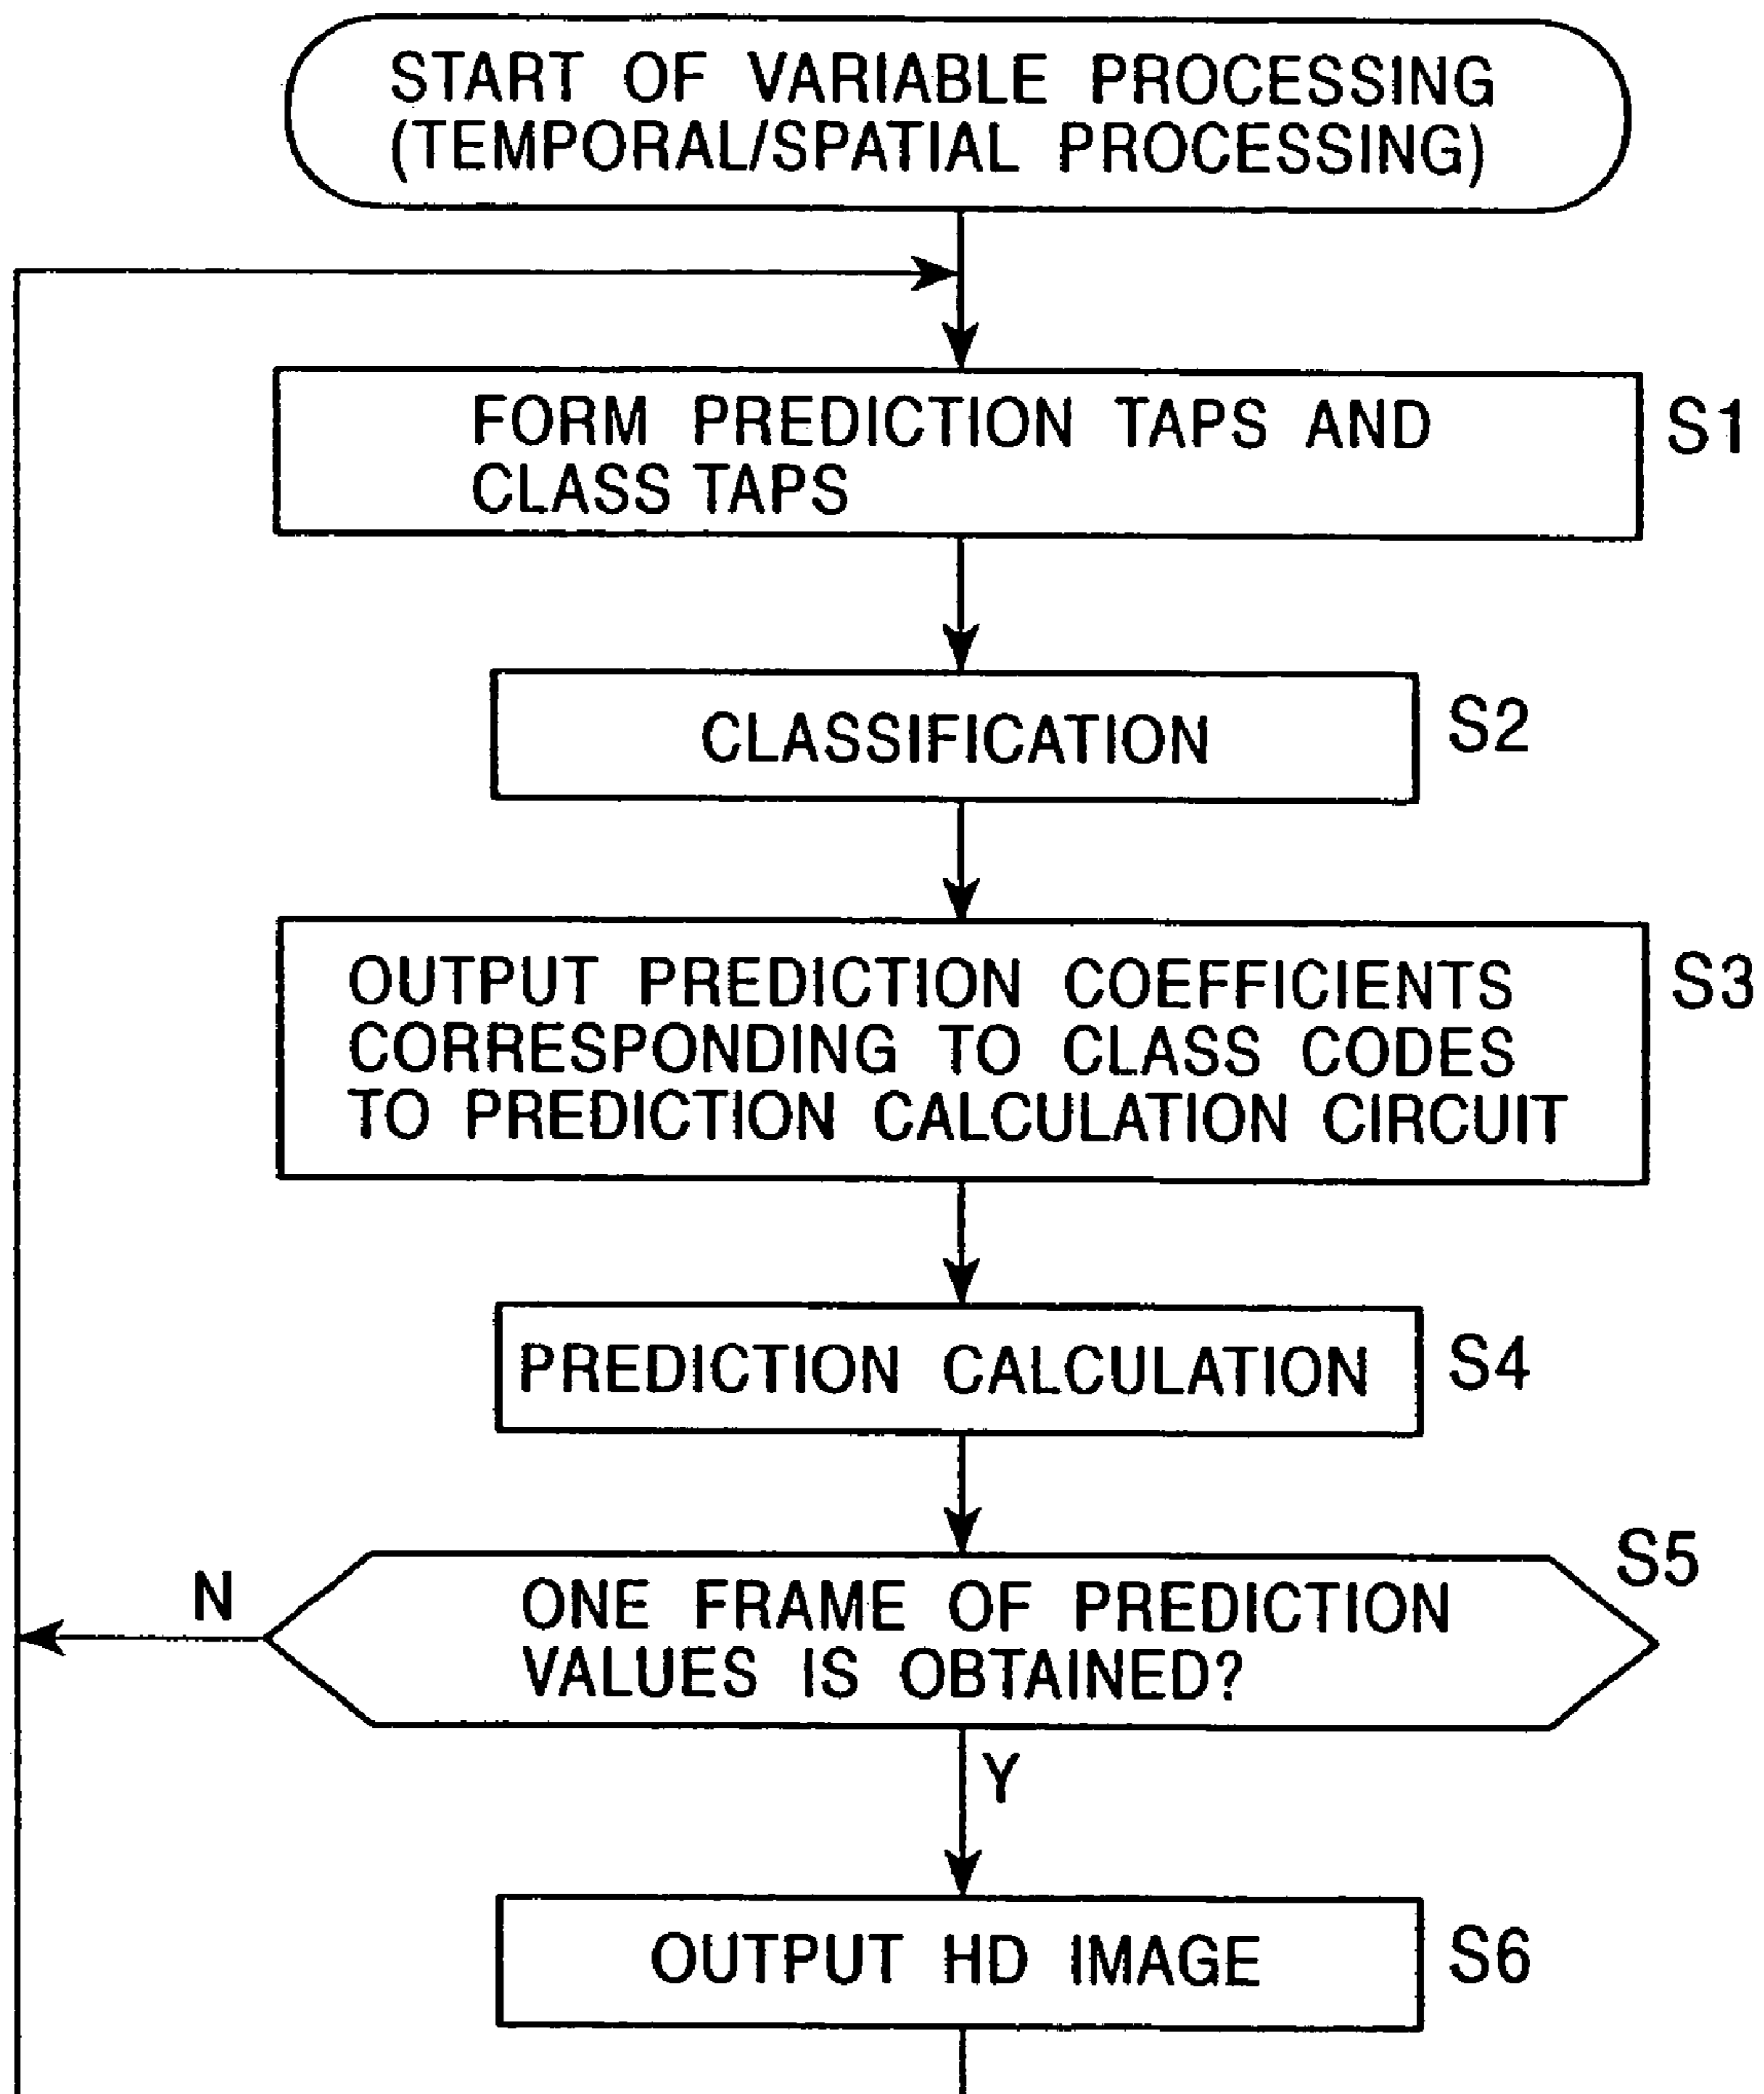 START OF VARIABLE PROCESSING
(TEMPORAL/SPATIAL PROCESSING)
FORM PREDICTION TAPS AND
CLASS TAPS
S1
CLASSIFICATION
S2
OUTPUT PREDICTION COEFFICIENTS
CORRESPONDING TO CLASS CODES
TO PREDICTION CALCULATION CIRCUIT
S3
PREDICTION CALCULATION
S4
S5
N
ONE FRAME OF PREDICTION
VALUES IS OBTAINED?
Y
OUTPUT HD IMAGE
S6